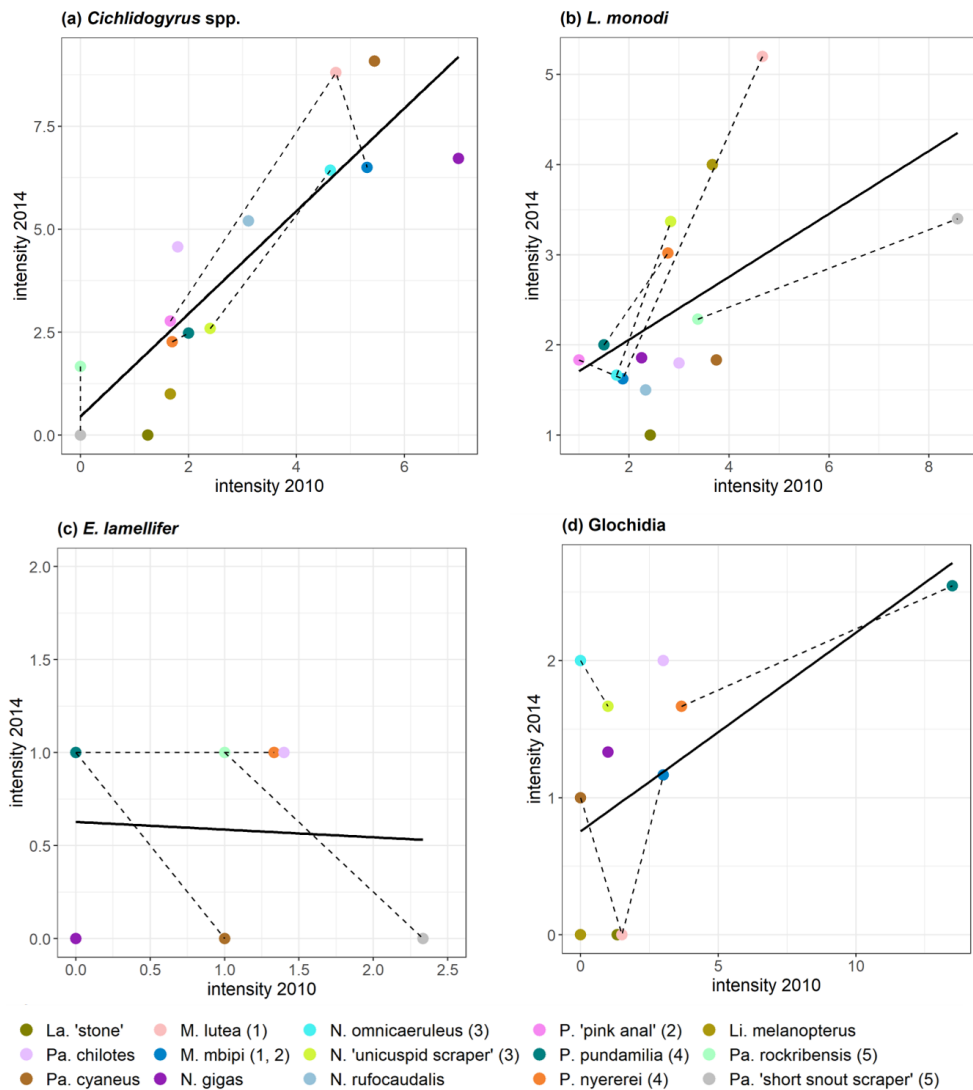 (a) Cichlidogyrus spp.
intensity 2014
7.5
5.0
2.5
0.0
0
2
4
6
intensity 2010
(b) L. monodi
intensity 2014
5
4
3
2
1
2
4
6
8
intensity 2010
(c) E. lamellifer
intensity 2014
2.0
1.5
1.0
0.5
0.0
0.0
0.5
1.0
1.5
2.0
2.5
intensity 2010
(d) Glochidia
intensity 2014
2
1
0
0
5
10
intensity 2010
La. 'stone'
M. lutea (1)
N. omnicaeruleus (3)
P. 'pink anal' (2)
Li. melanopterus
Pa. chilotes
M. mbipi (1, 2)
N. 'unicuspid scraper' (3)
P. pundamilia (4)
Pa. rockribensis (5)
Pa. cyaneus
N. gigas
N. rufocaudalis
P. nyererei (4)
Pa. 'short snout scraper' (5)